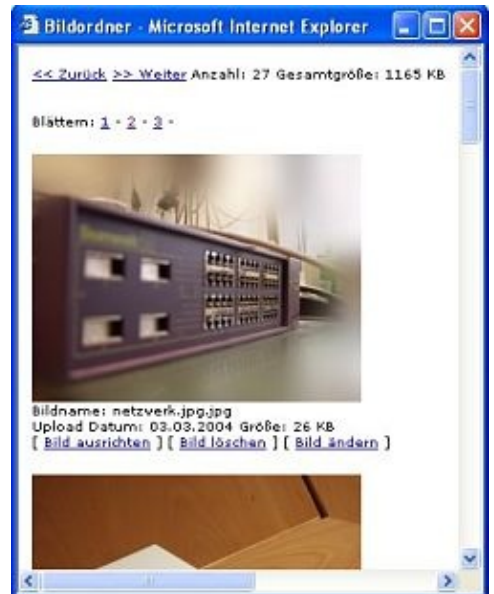 Bildordner - Microsoft Internet Explorer
<< Zurück >> Weiter Anzahl: 27 Gesamtgröße: 1165 KB
Blättern: 1 - 2 - 3 -
Bildname: netzverk.jpg.jpg
Upload Datum: 03.03.2004 Größe: 26 KB
[ Bild ausrichten ] [ Bild löschen ] [ Bild ändern ]